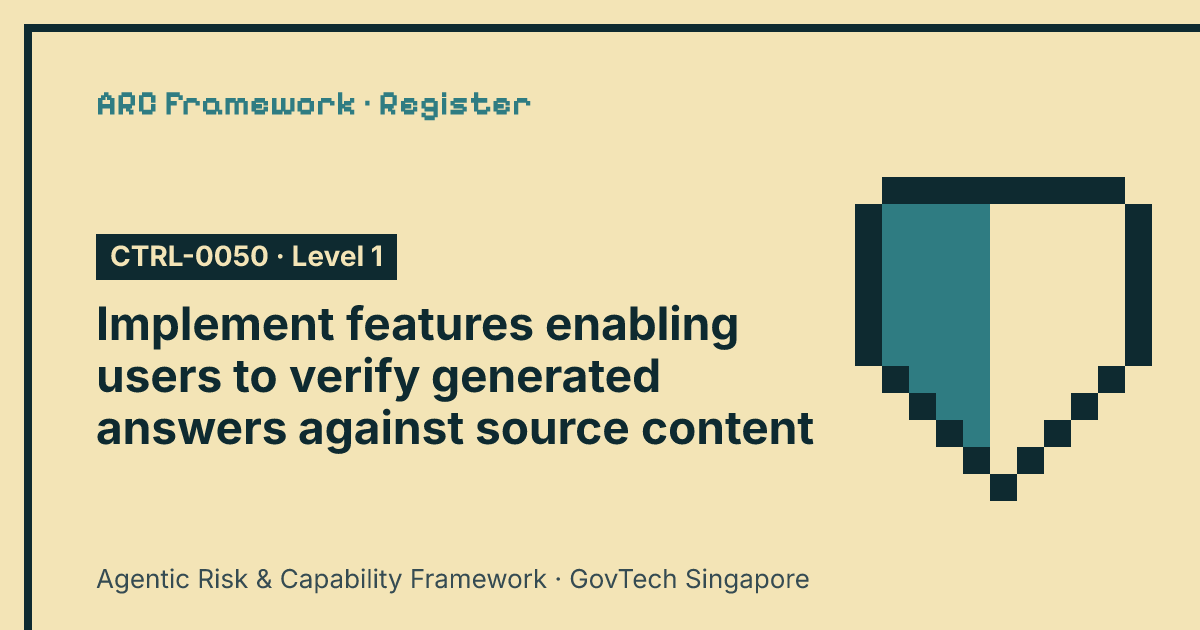 ARC Framework · Register
CTRL-0050 · Level 1
Implement features enabling
users to verify generated
answers against source content
Agentic Risk & Capability Framework · GovTech Singapore